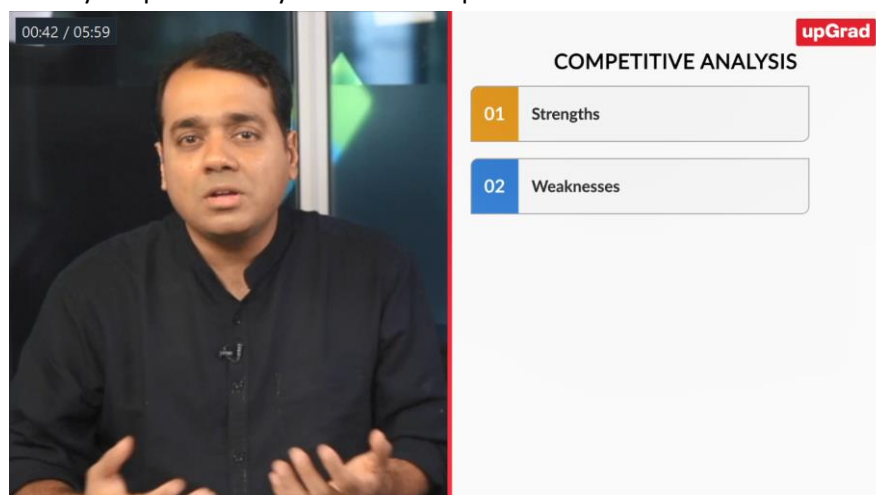 00:42 / 05:59
upGrad
COMPETITIVE ANALYSIS
01 Strengths
02 Weaknesses